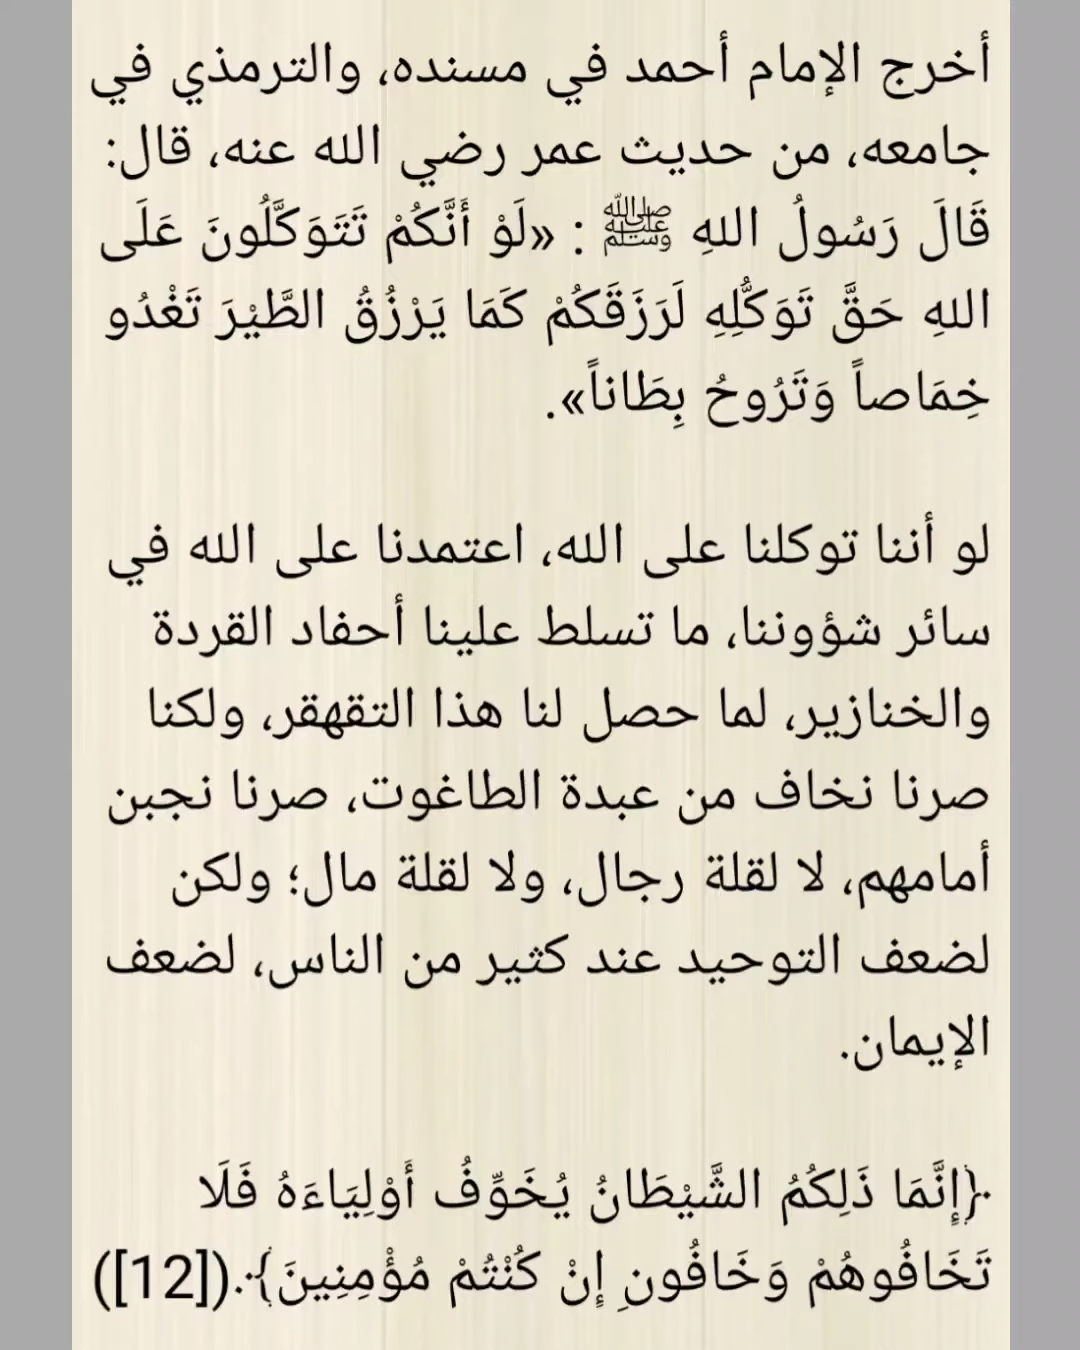 أخرج الإمام أحمد في مسنده، والترمذي في
جامعه، من حديث عمر رضي الله عنه، قال:
قَالَ رَسُولُ اللهِ ﷺ : «لَوْ أَنَّكُمْ تَتَوَكَّلُونَ عَلَى
اللهِ حَقَّ تَوَكُّلِهِ لَرَزَقَكُمْ كَمَا يَرْزُقُ الطَّيْرَ تَغْدُو
خِمَاصاً وَتَرُوحُ بِطَاناً».
لو أننا توكلنا على الله، اعتمدنا على الله في
سائر شؤوننا، ما تسلط علينا أحفاد القردة
والخنازير، لما حصل لنا هذا التقهقر، ولكنا
صرنا نخاف من عبدة الطاغوت، صرنا نجبن
أمامهم، لا لقلة رجال، ولا لقلة مال؛ ولكن
لضعف التوحيد عند كثير من الناس، لضعف
الإيمان.
{إِنَّمَا ذَلِكُمُ الشَّيْطَانُ يُخَوِّفُ أَوْلِيَاءَهُ فَلَا
تَخَافُوهُمْ وَخَافُونِ إِنْ كُنْتُمْ مُؤْمِنِينَ}.([12])